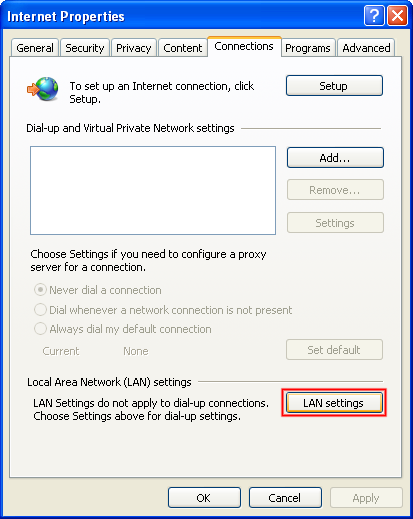 Internet Properties
General Security Privacy Content Connections Programs Advanced
To set up an Internet connection, click Setup
Setup.
Dial-up and Virtual Private Network settings
Add...
Remove...
Settings
Choose Settings if you need to configure a proxy
server for a connection.
Never dial a connection
Dial whenever a network connection is not present
Always dial my default connection
Current None Set default
Local Area Network (LAN) settings
LAN Settings do not apply to dial-up connections. LAN settings
Choose Settings above for dial-up settings.
OK Cancel Apply